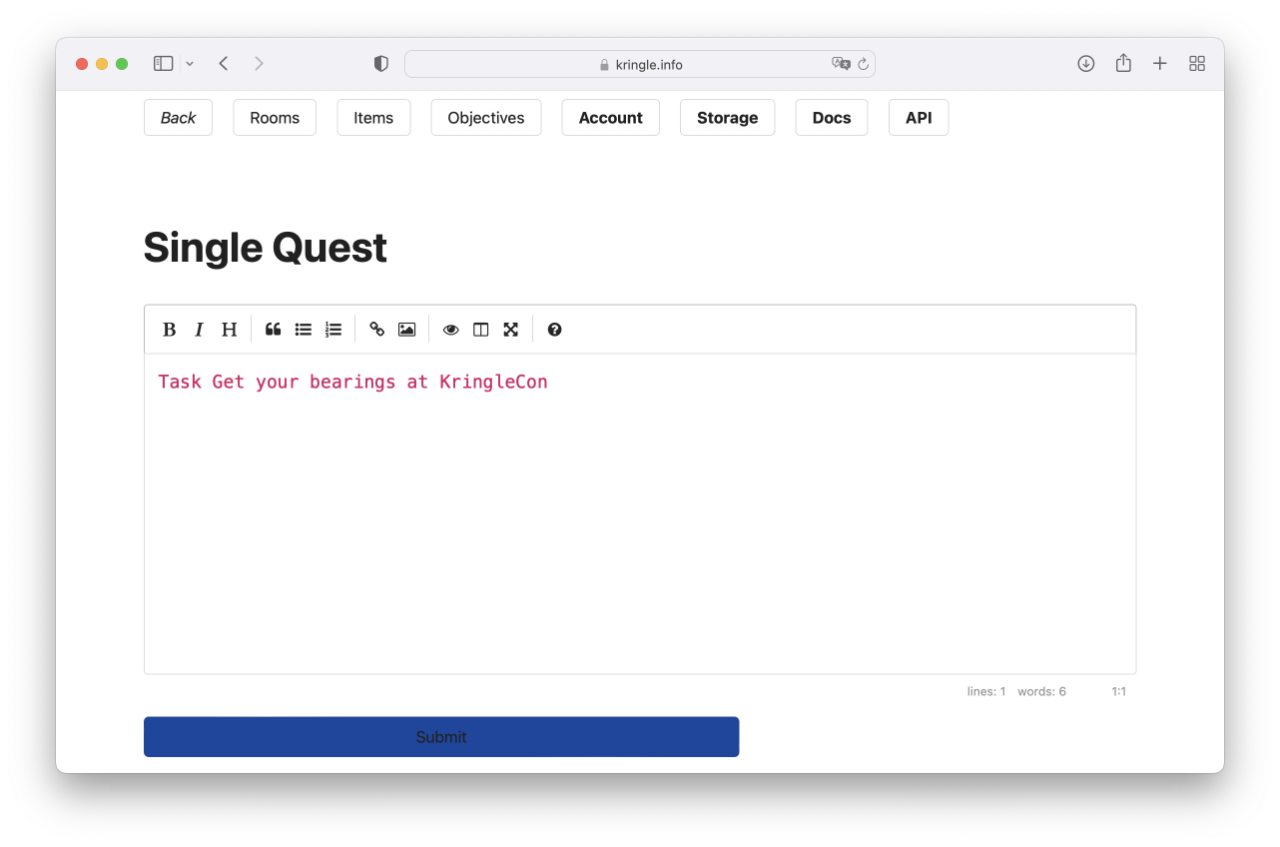 kringle.info
Back Rooms Items Objectives Account Storage Docs API
Single Quest
B I H
Task Get your bearings at KringleCon
lines: 1 words: 6 1:1
Submit